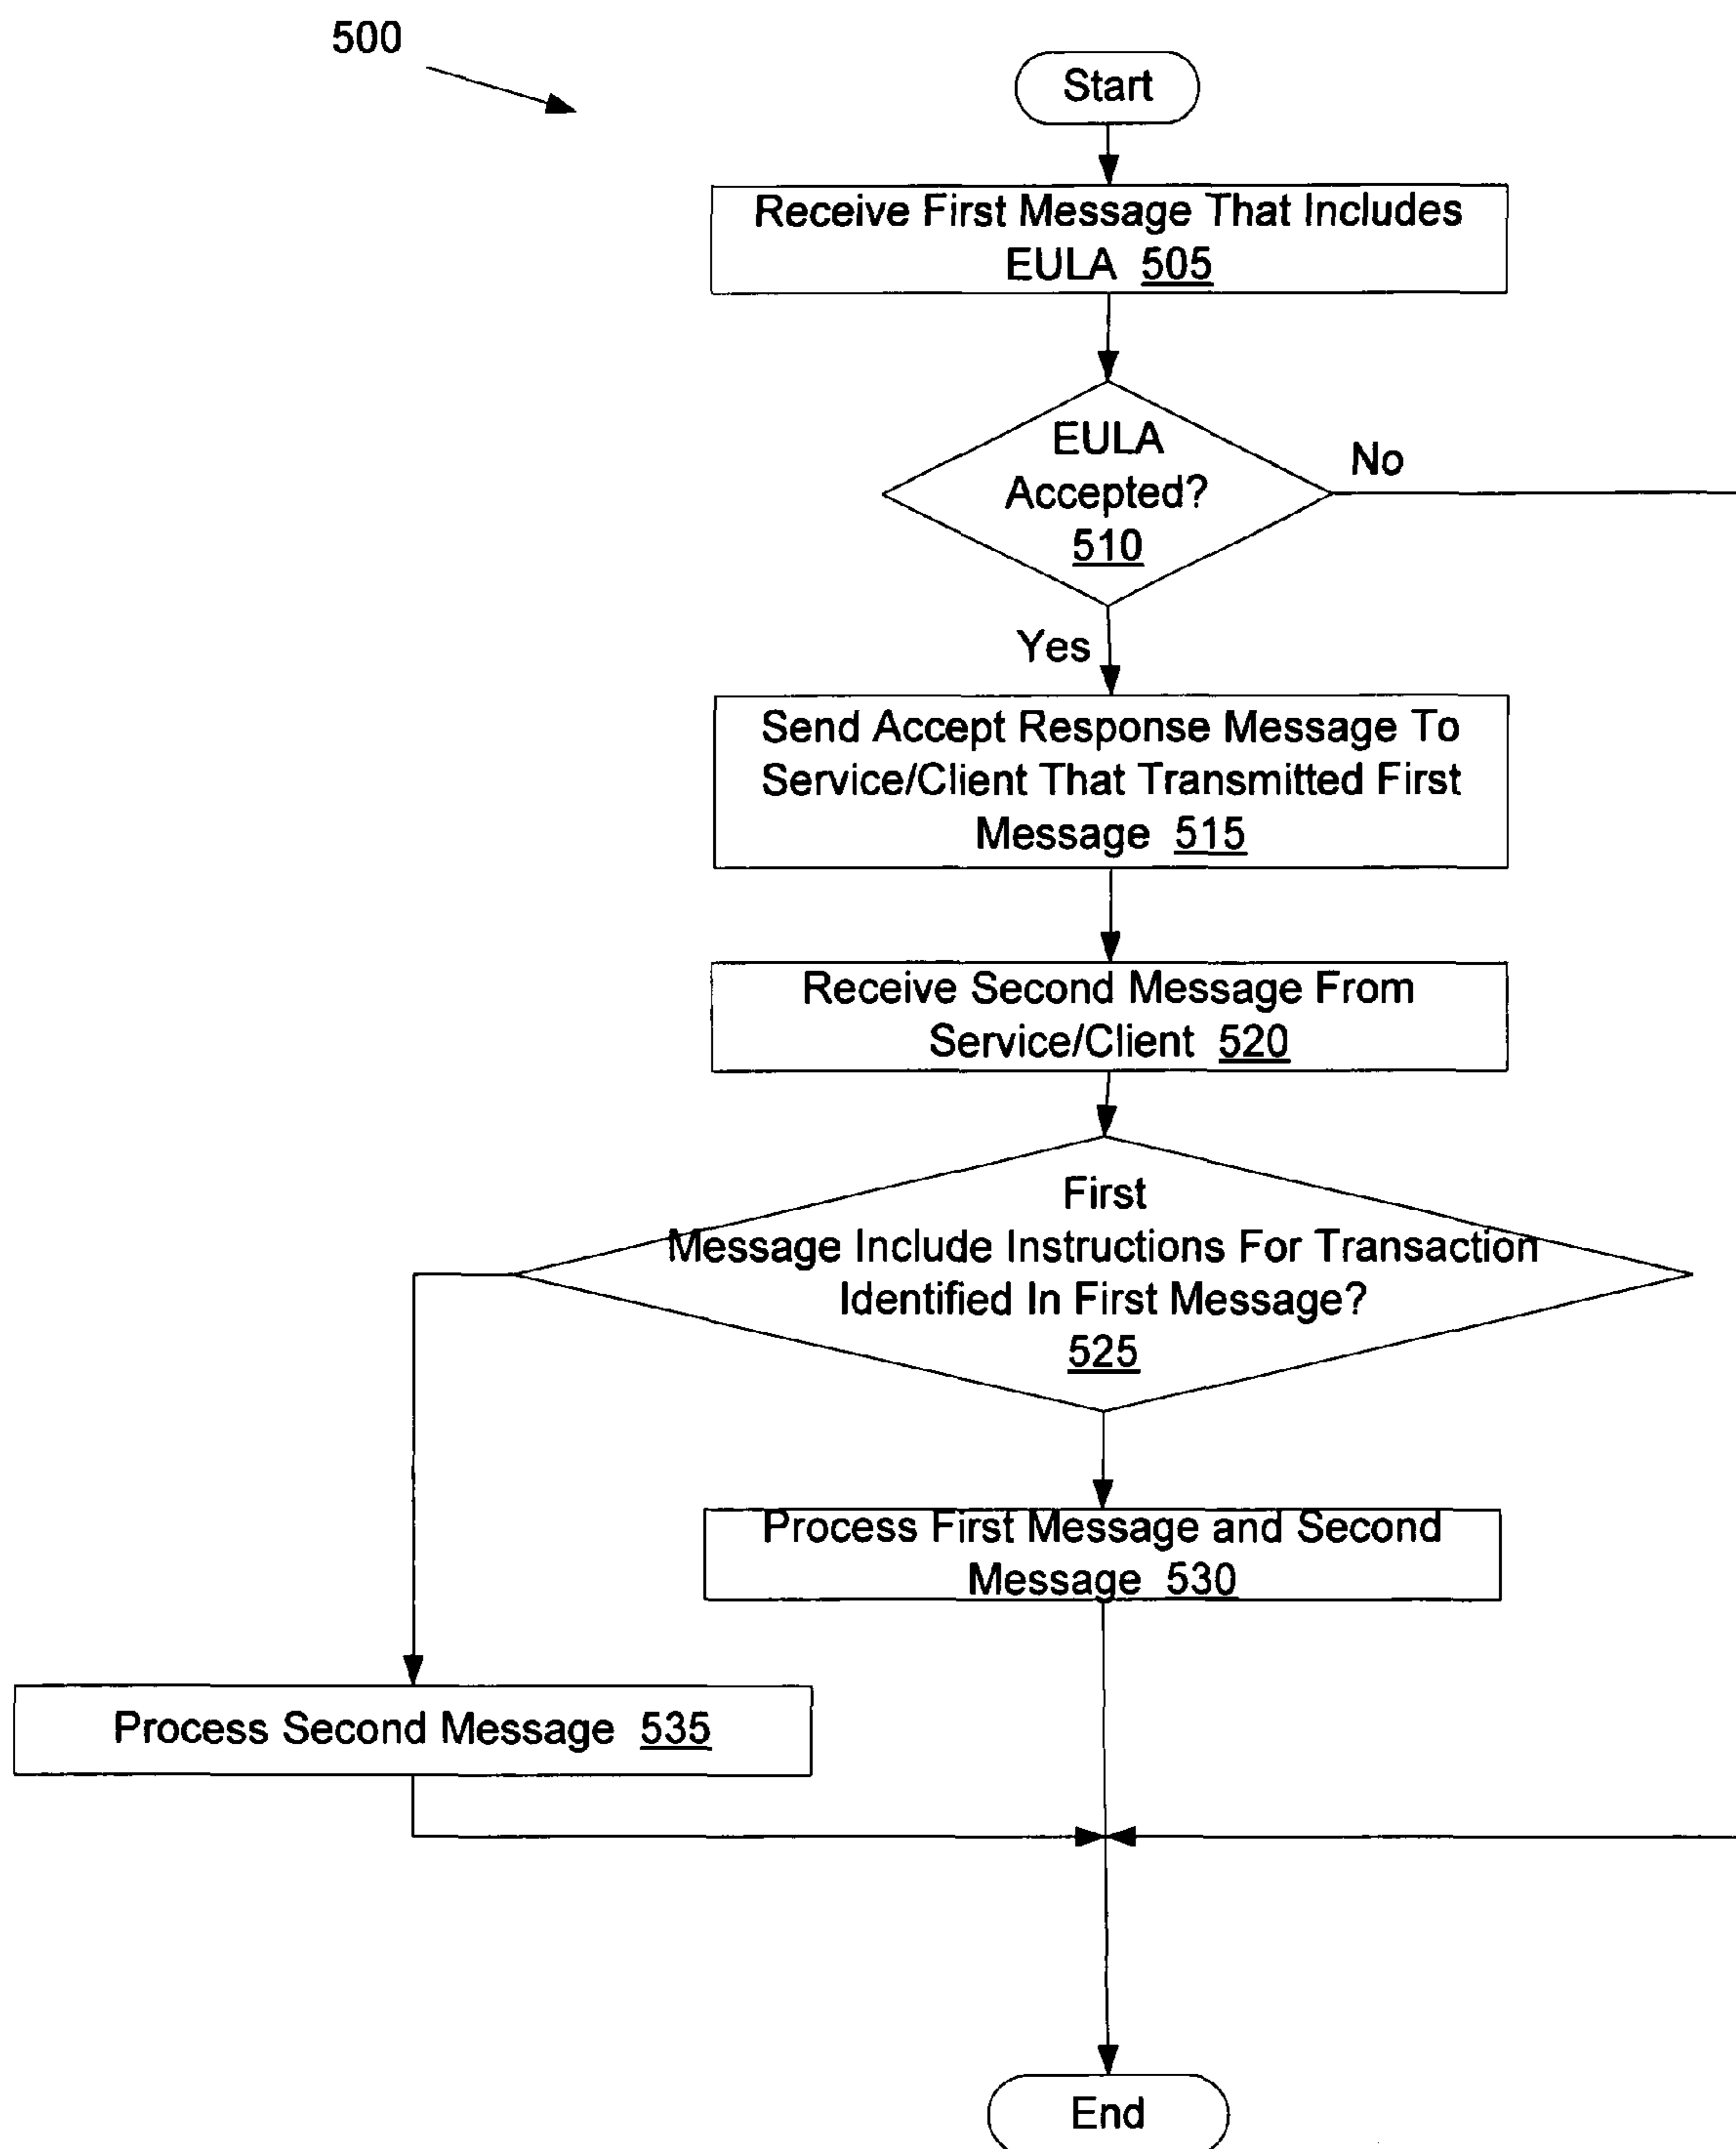 500
Start
Receive First Message That Includes
EULA 505
EULA
Accepted?
510
No
Yes
Send Accept Response Message To
Service/Client That Transmitted First
Message 515
Receive Second Message From
Service/Client 520
First
Message Include Instructions For Transaction
Identified In First Message?
525
Process First Message and Second
Message 530
Process Second Message 535
End